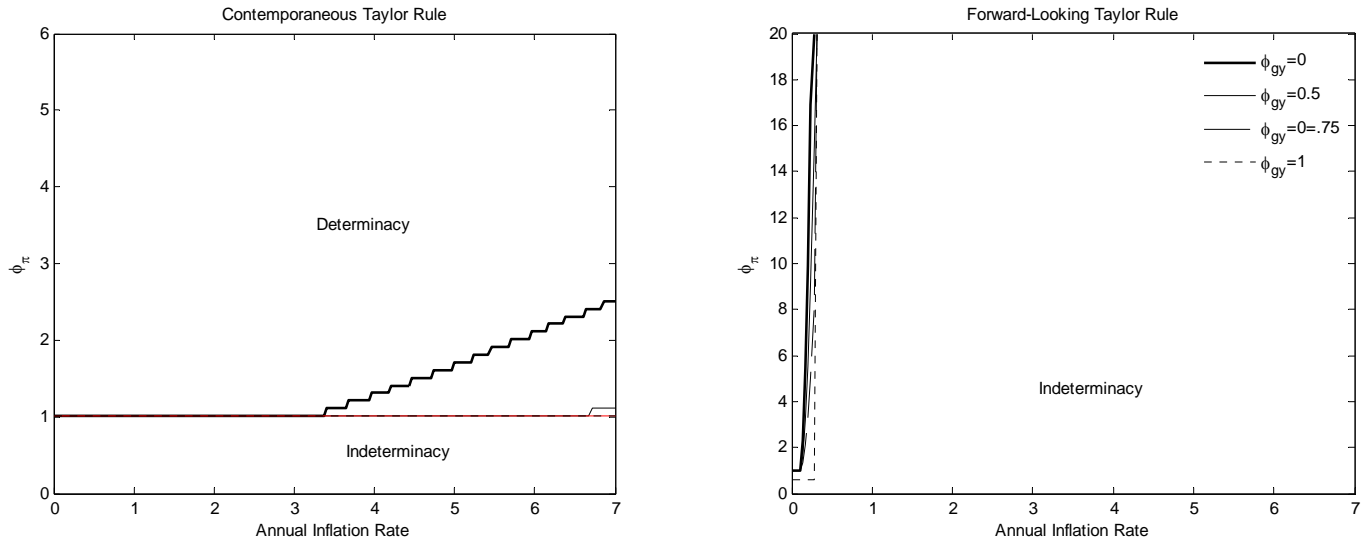 Contemporaneous Taylor Rule
6
5
4
3
2
1
0
ϕπ
Determinacy
Indeterminacy
0 1 2 3 4 5 6 7
Annual Inflation Rate
Forward-Looking Taylor Rule
20
18
16
14
12
10
8
6
4
2
0
ϕπ
ϕgy=0
ϕgy=0.5
ϕgy=0=.75
ϕgy=1
Indeterminacy
0 1 2 3 4 5 6 7
Annual Inflation Rate